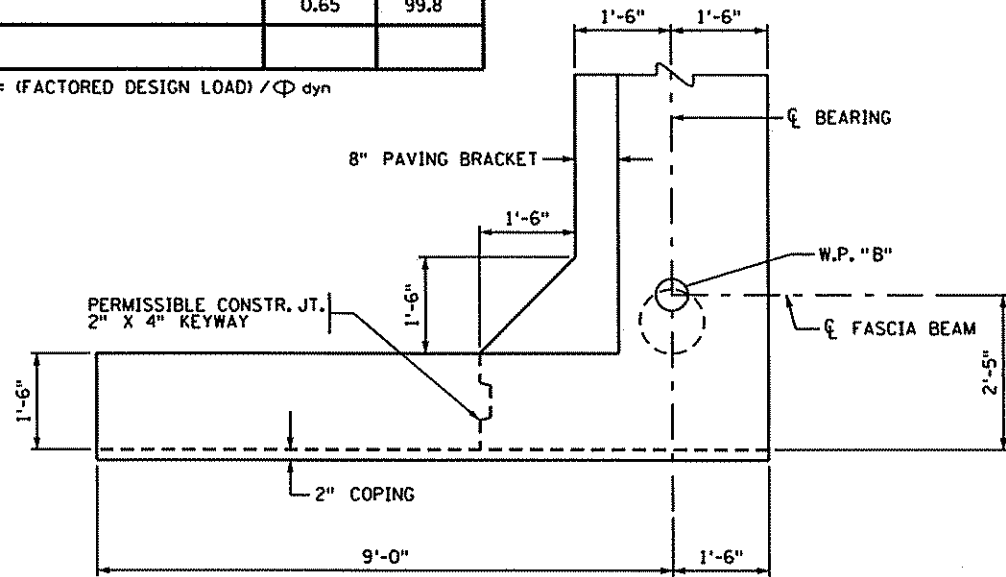 0.65 99.8
= (FACTORED DESIGN LOAD) / Φ dyn
1'-6" 1'-6"
℄ BEARING
8" PAVING BRACKET
1'-6"
W.P. "B"
1'-6"
PERMISSIBLE CONSTR. JT.
2" X 4" KEYWAY
℄ FASCIA BEAM
2'-5"
1'-6"
2" COPING
9'-0" 1'-6"